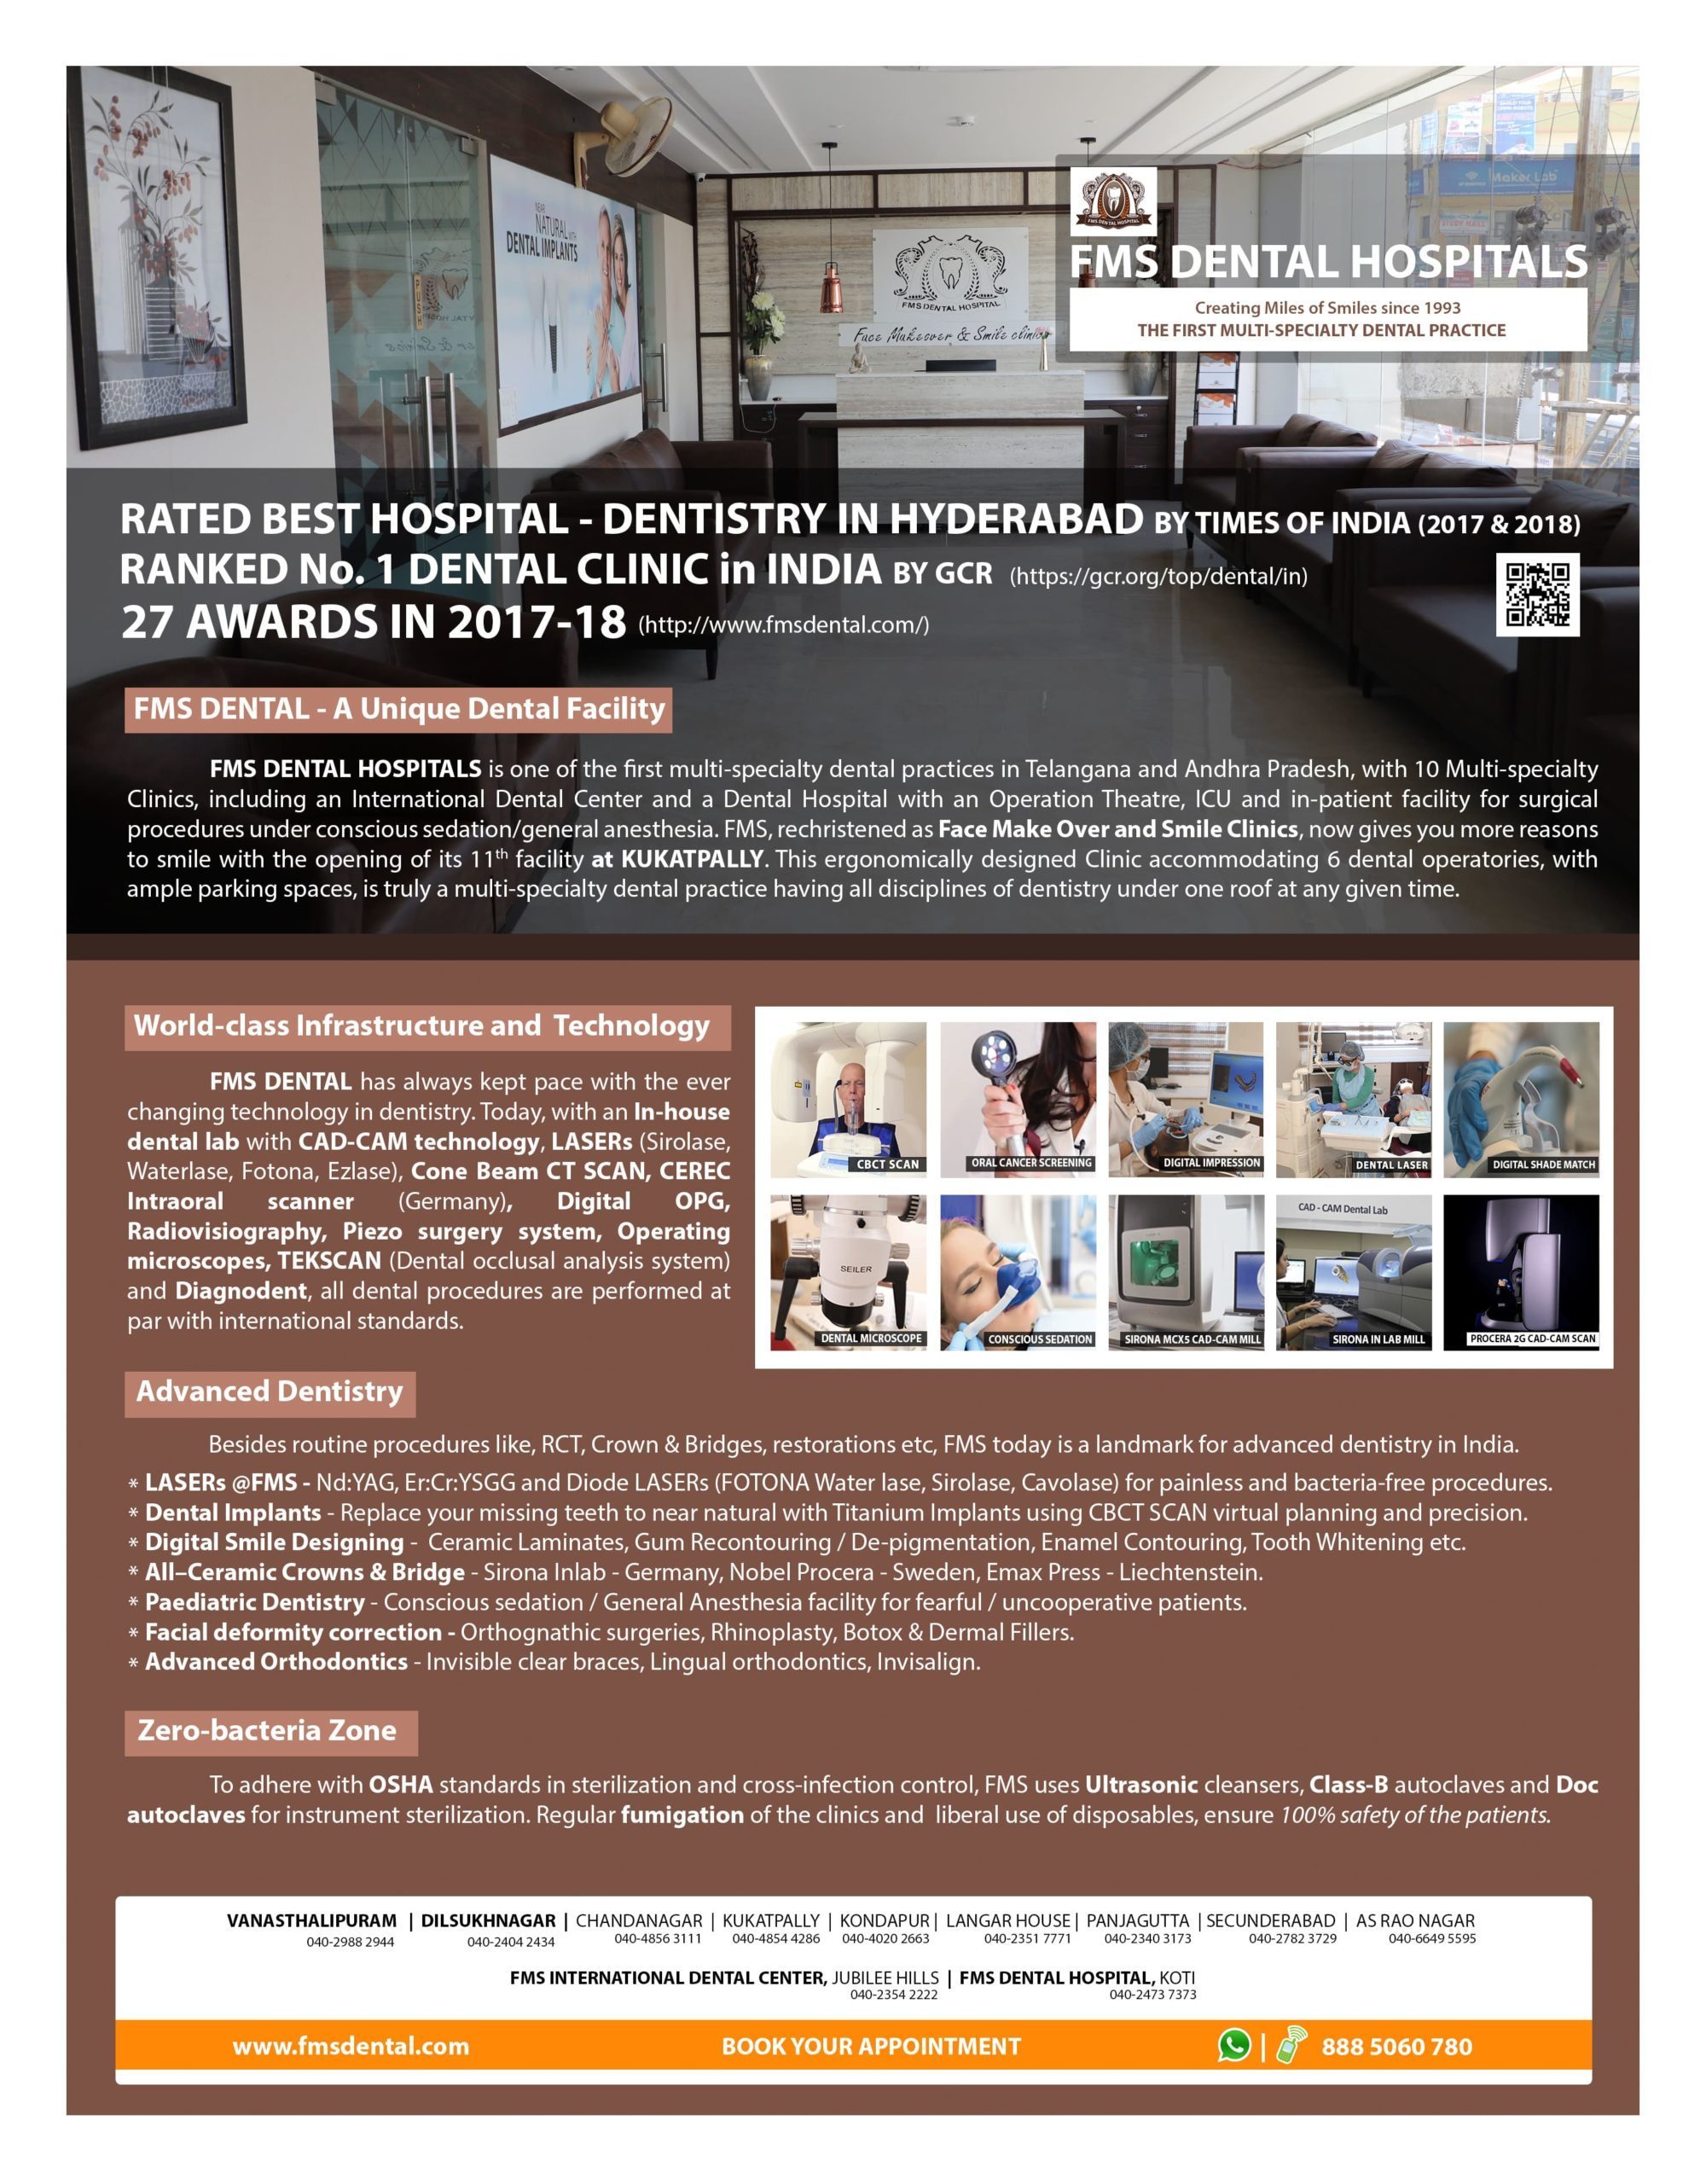 NEAR
NATURAL WITH
DENTAL IMPLANTS
PUSH
FMS DENTAL HOSPITAL
Face Makeover & Smile clinics
Maker Lab
FMS DENTAL HOSPITAL
FMS DENTAL HOSPITALS
Creating Miles of Smiles since 1993
THE FIRST MULTI-SPECIALTY DENTAL PRACTICE
RATED BEST HOSPITAL - DENTISTRY IN HYDERABAD BY TIMES OF INDIA (2017 & 2018)
RANKED No. 1 DENTAL CLINIC in INDIA BY GCR (https://gcr.org/top/dental/in)
27 AWARDS IN 2017-18 (http://www.fmsdental.com/)
FMS DENTAL - A Unique Dental Facility
FMS DENTAL HOSPITALS is one of the first multi-specialty dental practices in Telangana and Andhra Pradesh, with 10 Multi-specialty
Clinics, including an International Dental Center and a Dental Hospital with an Operation Theatre, ICU and in-patient facility for surgical
procedures under conscious sedation/general anesthesia. FMS, rechristened as Face Make Over and Smile Clinics, now gives you more reasons
to smile with the opening of its 11th facility at KUKATPALLY. This ergonomically designed Clinic accommodating 6 dental operatories, with
ample parking spaces, is truly a multi-specialty dental practice having all disciplines of dentistry under one roof at any given time.
World-class Infrastructure and Technology
FMS DENTAL has always kept pace with the ever
changing technology in dentistry. Today, with an In-house
dental lab with CAD-CAM technology, LASERs (Sirolase,
Waterlase, Fotona, Ezlase), Cone Beam CT SCAN, CEREC
Intraoral scanner (Germany), Digital OPG,
Radiovisiography, Piezo surgery system, Operating
microscopes, TEKSCAN (Dental occlusal analysis system)
and Diagnodent, all dental procedures are performed at
par with international standards.
CBCT SCAN
ORAL CANCER SCREENING
DIGITAL IMPRESSION
DENTAL LASER
DIGITAL SHADE MATCH
SEILER
DENTAL MICROSCOPE
CONSCIOUS SEDATION
SIRONA MCX5 CAD-CAM MILL
CAD - CAM Dental Lab
SIRONA IN LAB MILL
PROCERA 2G CAD-CAM SCAN
Advanced Dentistry
Besides routine procedures like, RCT, Crown & Bridges, restorations etc, FMS today is a landmark for advanced dentistry in India.
* LASERs @FMS - Nd:YAG, Er:Cr:YSGG and Diode LASERs (FOTONA Water lase, Sirolase, Cavolase) for painless and bacteria-free procedures.
* Dental Implants - Replace your missing teeth to near natural with Titanium Implants using CBCT SCAN virtual planning and precision.
* Digital Smile Designing - Ceramic Laminates, Gum Recontouring / De-pigmentation, Enamel Contouring, Tooth Whitening etc.
* All–Ceramic Crowns & Bridge - Sirona Inlab - Germany, Nobel Procera - Sweden, Emax Press - Liechtenstein.
* Paediatric Dentistry - Conscious sedation / General Anesthesia facility for fearful / uncooperative patients.
* Facial deformity correction - Orthognathic surgeries, Rhinoplasty, Botox & Dermal Fillers.
* Advanced Orthodontics - Invisible clear braces, Lingual orthodontics, Invisalign.
Zero-bacteria Zone
To adhere with OSHA standards in sterilization and cross-infection control, FMS uses Ultrasonic cleansers, Class-B autoclaves and Doc
autoclaves for instrument sterilization. Regular fumigation of the clinics and liberal use of disposables, ensure 100% safety of the patients.
VANASTHALIPURAM | DILSUKHNAGAR | CHANDANAGAR | KUKATPALLY | KONDAPUR | LANGAR HOUSE | PANJAGUTTA | SECUNDERABAD | AS RAO NAGAR
040-2988 2944 040-2404 2434 040-4856 3111 040-4854 4286 040-4020 2663 040-2351 7771 040-2340 3173 040-2782 3729 040-6649 5595
FMS INTERNATIONAL DENTAL CENTER, JUBILEE HILLS | FMS DENTAL HOSPITAL, KOTI
040-2354 2222 040-2473 7373
www.fmsdental.com BOOK YOUR APPOINTMENT | 888 5060 780